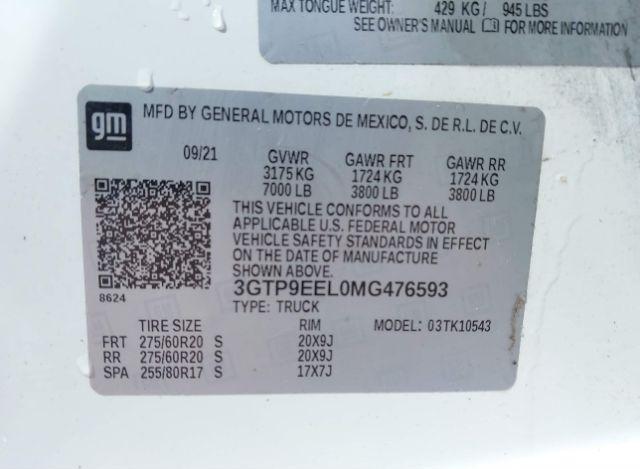 MAX TONGUE WEIGHT: 429 KG/ 945 LBS
SEE OWNER'S MANUAL FOR MORE INFORMATION
gm
MFD BY GENERAL MOTORS DE MEXICO, S. DE R.L. DE C.V.
09/21 GVWR GAWR FRT GAWR RR
3175 KG 1724 KG 1724 KG
7000 LB 3800 LB 3800 LB
THIS VEHICLE CONFORMS TO ALL
APPLICABLE U.S. FEDERAL MOTOR
VEHICLE SAFETY STANDARDS IN EFFECT
ON THE DATE OF MANUFACTURE
SHOWN ABOVE.
8624
3GTP9EEL0MG476593
TYPE: TRUCK
TIRE SIZE RIM MODEL: 03TK10543
FRT 275/60R20 S 20X9J
RR 275/60R20 S 20X9J
SPA 255/80R17 S 17X7J